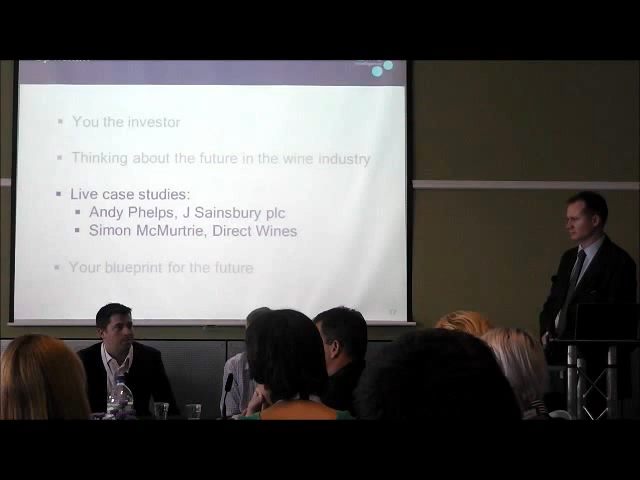 You the investor
Thinking about the future in the wine industry
Live case studies:
Andy Phelps, J Sainsbury plc
Simon McMurtrie, Direct Wines
Your blueprint for the future